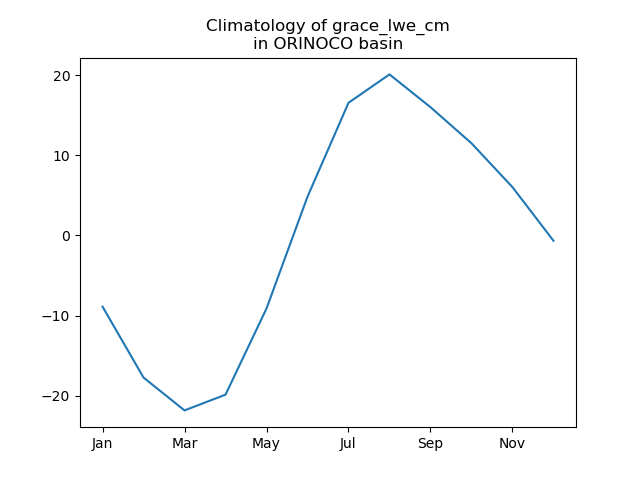 Climatology of grace_lwe_cm
in ORINOCO basin
20
10
0
−10
−20
Jan
Mar
May
Jul
Sep
Nov